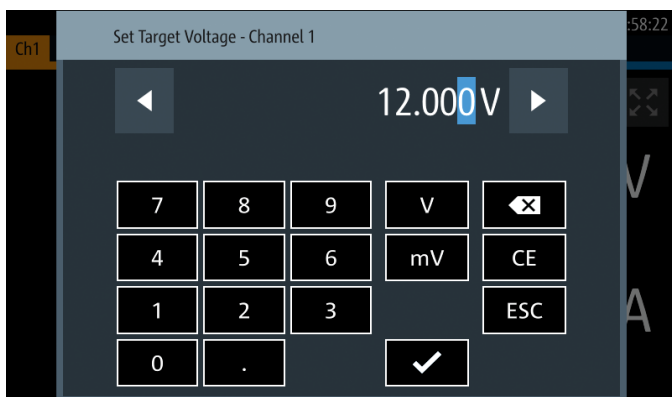 Set Target Voltage - Channel 1
:58:22
Ch1
12.000 V
V
7 8 9 V
4 5 6 mV CE
1 2 3 ESC
A
0 .